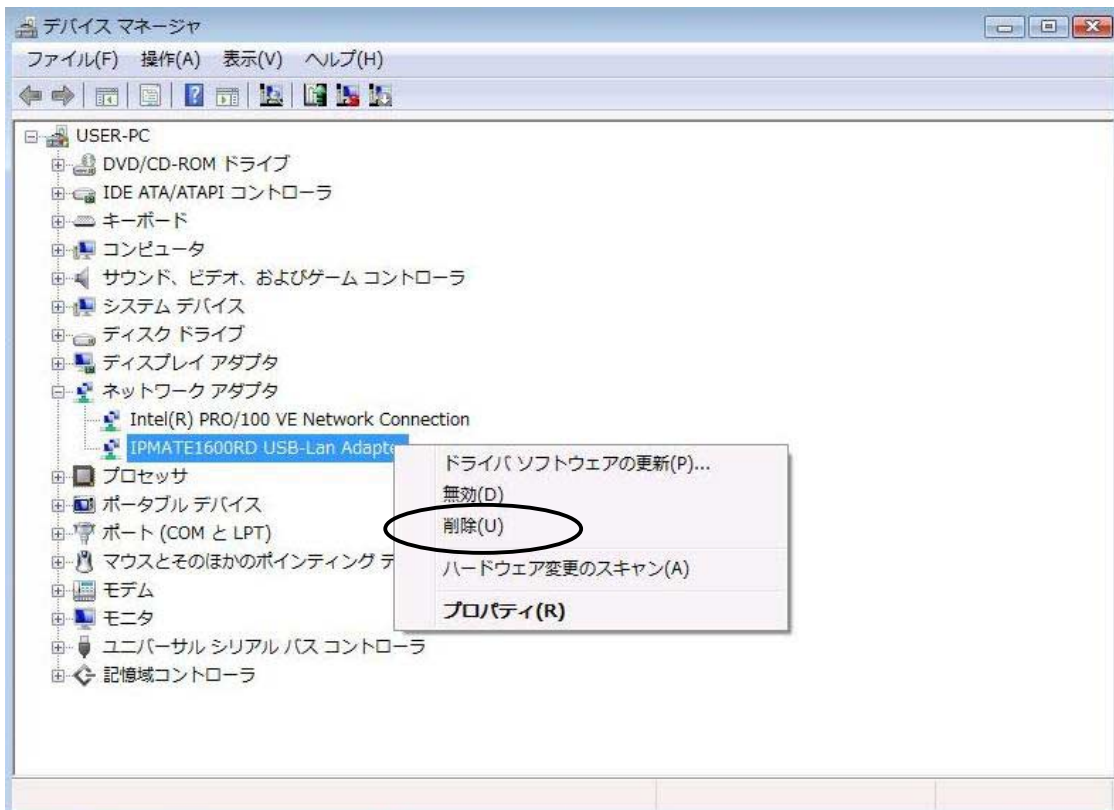 デバイス マネージャ
ファイル(F) 操作(A) 表示(V) ヘルプ(H)
USER-PC
DVD/CD-ROM ドライブ
IDE ATA/ATAPI コントローラ
キーボード
コンピュータ
サウンド、ビデオ、およびゲーム コントローラ
システム デバイス
ディスク ドライブ
ディスプレイ アダプタ
ネットワーク アダプタ
Intel(R) PRO/100 VE Network Connection
IPMATE1600RD USB-Lan Adapte
プロセッサ
ポータブル デバイス
ポート (COM と LPT)
マウスとそのほかのポインティング デ
モデム
モニタ
ユニバーサル シリアル バス コントローラ
記憶域コントローラ
ドライバ ソフトウェアの更新(P)...
無効(D)
削除(U)
ハードウェア変更のスキャン(A)
プロパティ(R)